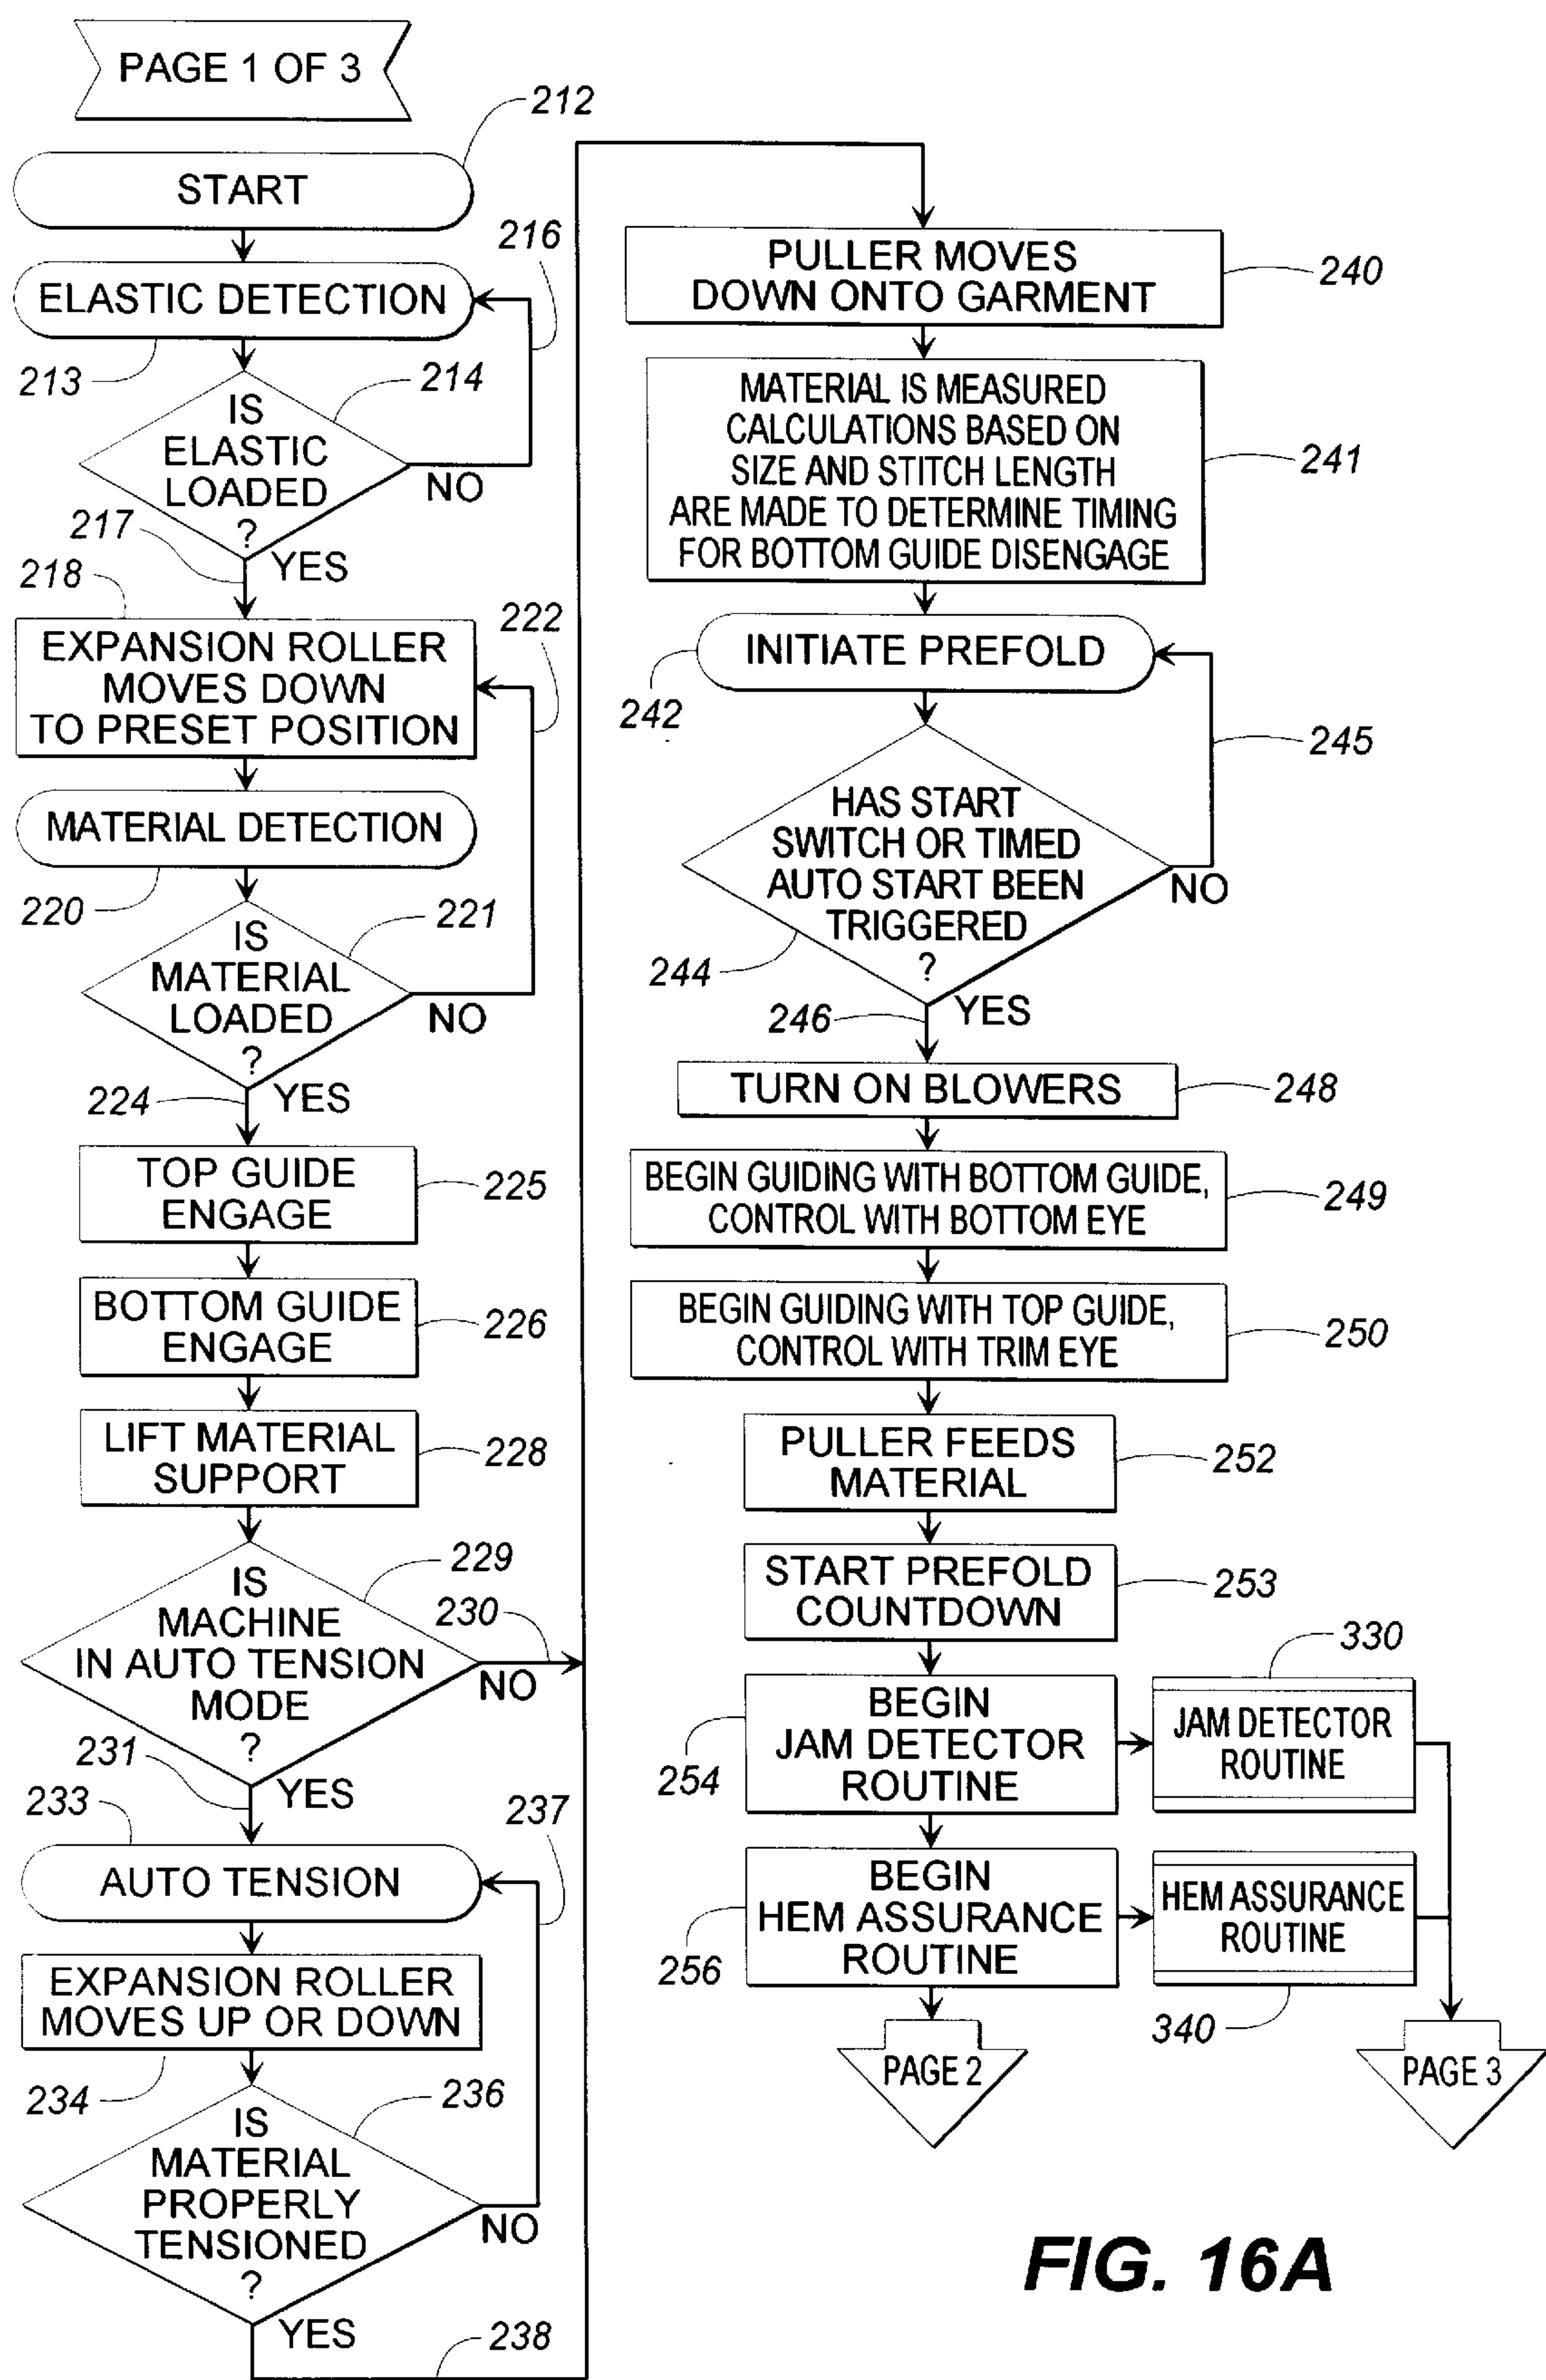 PAGE 1 OF 3
212
START
216
ELASTIC DETECTION
213
214
IS
ELASTIC
LOADED
?
NO
217
YES
218
222
EXPANSION ROLLER
MOVES DOWN
TO PRESET POSITION
MATERIAL DETECTION
220
221
IS
MATERIAL
LOADED
?
NO
224
YES
TOP GUIDE
ENGAGE
225
BOTTOM GUIDE
ENGAGE
226
LIFT MATERIAL
SUPPORT
228
229
IS
MACHINE
IN AUTO TENSION
MODE
?
230
NO
231
YES
233
237
AUTO TENSION
EXPANSION ROLLER
MOVES UP OR DOWN
234
236
IS
MATERIAL
PROPERLY
TENSIONED
?
NO
YES
238
PULLER MOVES
DOWN ONTO GARMENT
240
MATERIAL IS MEASURED
CALCULATIONS BASED ON
SIZE AND STITCH LENGTH
ARE MADE TO DETERMINE TIMING
FOR BOTTOM GUIDE DISENGAGE
241
INITIATE PREFOLD
242
245
HAS START
SWITCH OR TIMED
AUTO START BEEN
TRIGGERED
?
NO
244
246
YES
TURN ON BLOWERS
248
BEGIN GUIDING WITH BOTTOM GUIDE,
CONTROL WITH BOTTOM EYE
249
BEGIN GUIDING WITH TOP GUIDE,
CONTROL WITH TRIM EYE
250
PULLER FEEDS
MATERIAL
252
START PREFOLD
COUNTDOWN
253
330
BEGIN
JAM DETECTOR
ROUTINE
254
JAM DETECTOR
ROUTINE
BEGIN
HEM ASSURANCE
ROUTINE
256
HEM ASSURANCE
ROUTINE
340
PAGE 2
PAGE 3
FIG. 16A